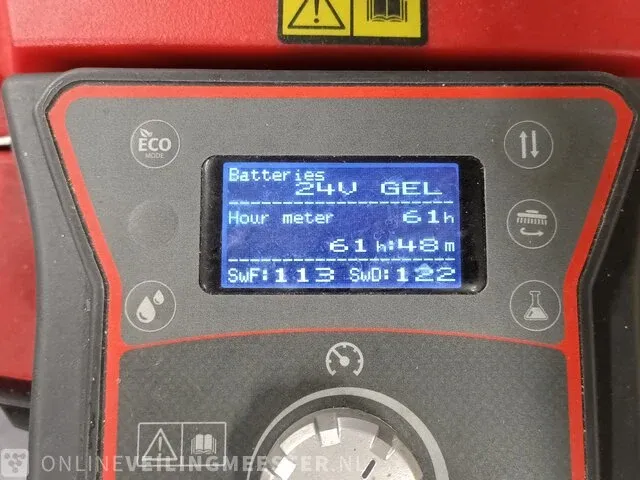 ECO
MODE
Batteries
24V GEL
Hour meter 61h
61h:48m
SwF:113 SwD:122
ONLINEVEILINGMEESTER.NL